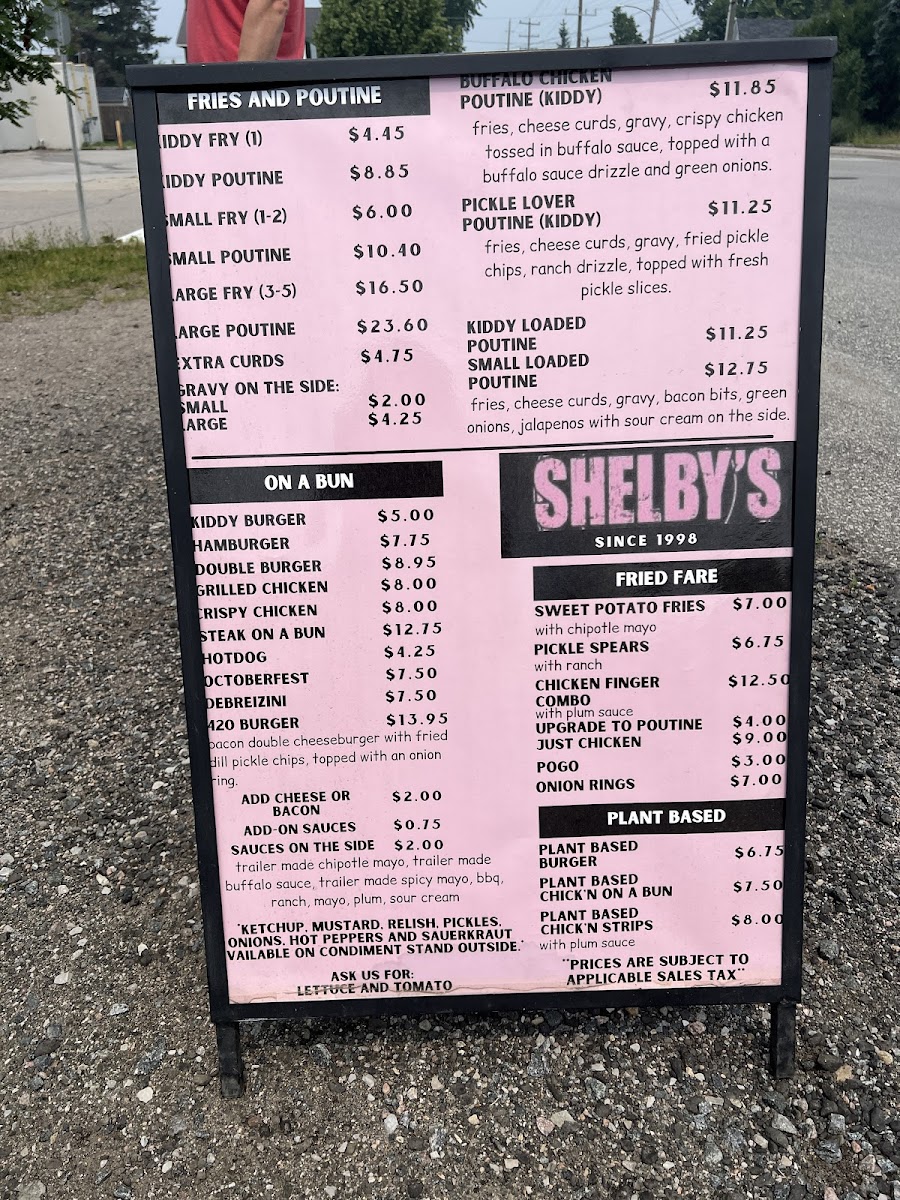 FRIES AND POUTINE
KIDDY FRY (1) $4.45
KIDDY POUTINE $8.85
SMALL FRY (1-2) $6.00
SMALL POUTINE $10.40
LARGE FRY (3-5) $16.50
LARGE POUTINE $23.60
EXTRA CURDS $4.75
GRAVY ON THE SIDE:
SMALL $2.00
LARGE $4.25
BUFFALO CHICKEN
POUTINE (KIDDY) $11.85
fries, cheese curds, gravy, crispy chicken
tossed in buffalo sauce, topped with a
buffalo sauce drizzle and green onions.
PICKLE LOVER
POUTINE (KIDDY) $11.25
fries, cheese curds, gravy, fried pickle
chips, ranch drizzle, topped with fresh
pickle slices.
KIDDY LOADED
POUTINE $11.25
SMALL LOADED
POUTINE $12.75
fries, cheese curds, gravy, bacon bits, green
onions, jalapenos with sour cream on the side.
ON A BUN
KIDDY BURGER $5.00
HAMBURGER $7.75
DOUBLE BURGER $8.95
GRILLED CHICKEN $8.00
CRISPY CHICKEN $8.00
STEAK ON A BUN $12.75
HOTDOG $4.25
OCTOBERFEST $7.50
DEBREIZINI $7.50
420 BURGER $13.95
bacon double cheeseburger with fried
dill pickle chips, topped with an onion
ring.
ADD CHEESE OR
BACON $2.00
ADD-ON SAUCES $0.75
SAUCES ON THE SIDE $2.00
trailer made chipotle mayo, trailer made
buffalo sauce, trailer made spicy mayo, bbq,
ranch, mayo, plum, sour cream
*KETCHUP, MUSTARD, RELISH, PICKLES,
ONIONS, HOT PEPPERS AND SAUERKRAUT
VAILABLE ON CONDIMENT STAND OUTSIDE.*
ASK US FOR:
LETTUCE AND TOMATO
SHELBY'S
SINCE 1998
FRIED FARE
SWEET POTATO FRIES $7.00
with chipotle mayo
PICKLE SPEARS $6.75
with ranch
CHICKEN FINGER $12.50
COMBO
with plum sauce
UPGRADE TO POUTINE $4.00
JUST CHICKEN $9.00
POGO $3.00
ONION RINGS $7.00
PLANT BASED
PLANT BASED
BURGER $6.75
PLANT BASED
CHICK'N ON A BUN $7.50
PLANT BASED
CHICK'N STRIPS $8.00
with plum sauce
**PRICES ARE SUBJECT TO
APPLICABLE SALES TAX**